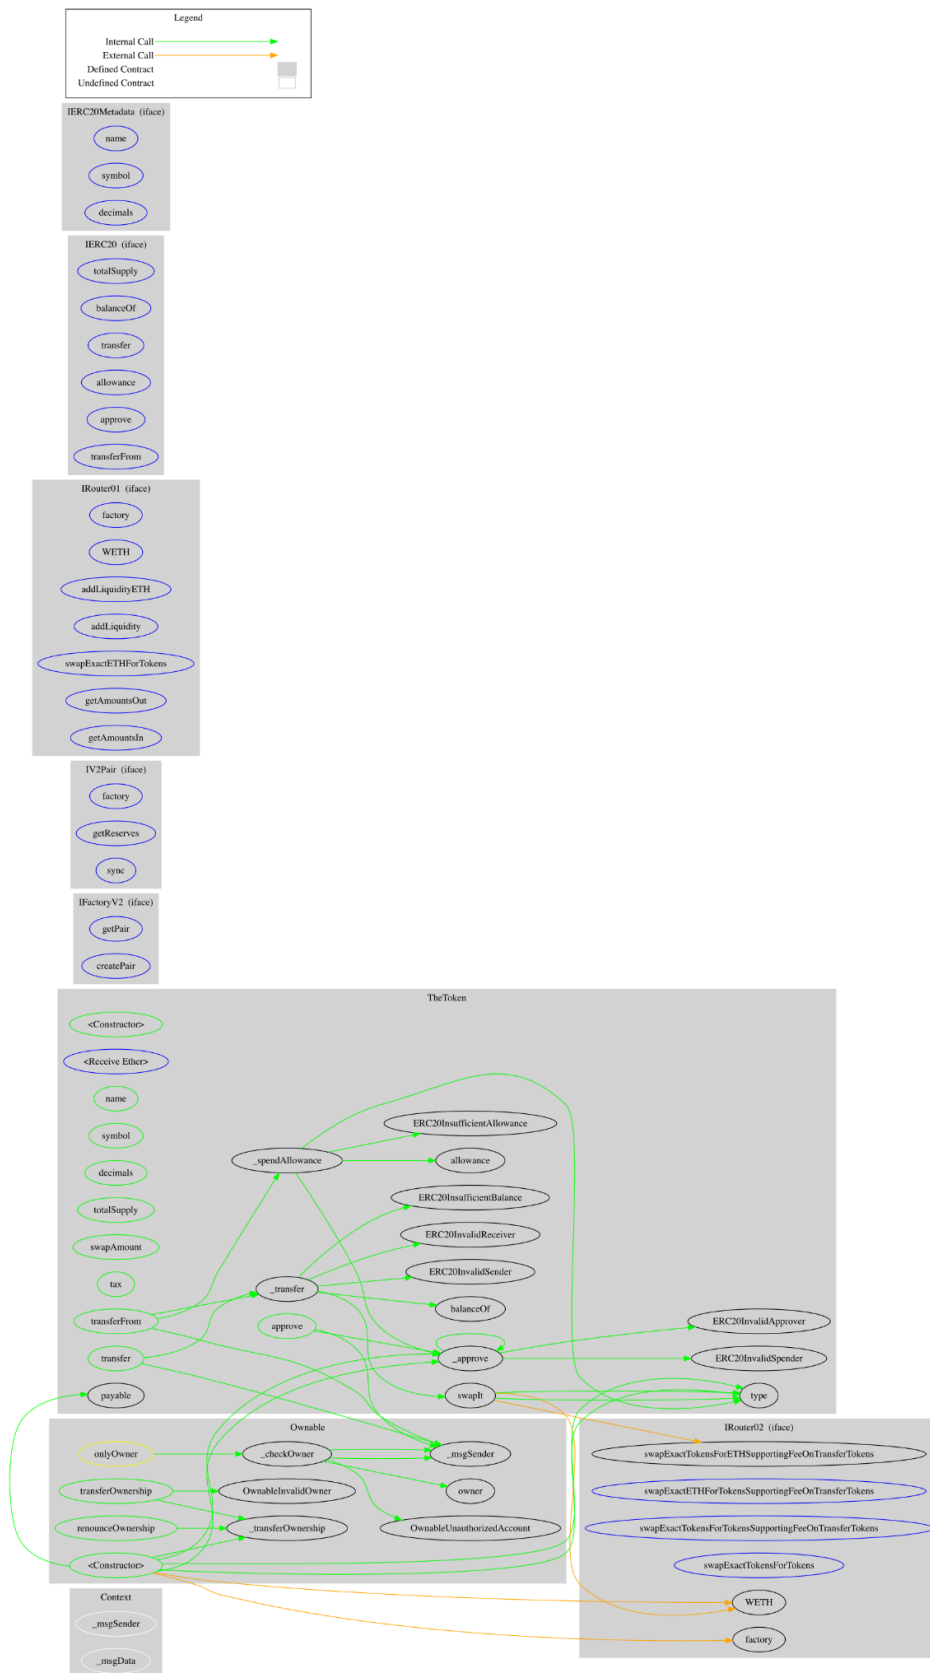 Legend
Internal Call
External Call
Defined Contract
Undefined Contract
IERC20Metadata (iface)
name
symbol
decimals
IERC20 (iface)
totalSupply
balanceOf
transfer
allowance
approve
transferFrom
IRouter01 (iface)
factory
WETH
addLiquidityETH
addLiquidity
swapExactETHForTokens
getAmountsOut
getAmountsIn
IV2Pair (iface)
factory
getReserves
sync
IFactoryV2 (iface)
getPair
createPair
TheToken
<Constructor>
<Receive Ether>
name
symbol
decimals
totalSupply
swapAmount
tax
transferFrom
transfer
payable
_spendAllowance
_transfer
approve
ERC20InsufficientAllowance
allowance
ERC20InsufficientBalance
ERC20InvalidReceiver
ERC20InvalidSender
balanceOf
_approve
swapIt
ERC20InvalidApprover
ERC20InvalidSpender
type
Ownable
onlyOwner
transferOwnership
renounceOwnership
<Constructor>
_checkOwner
OwnableInvalidOwner
_transferOwnership
_msgSender
owner
OwnableUnauthorizedAccount
IRouter02 (iface)
swapExactTokensForETHSupportingFeeOnTransferTokens
swapExactETHForTokensSupportingFeeOnTransferTokens
swapExactTokensForTokensSupportingFeeOnTransferTokens
swapExactTokensForTokens
WETH
factory
Context
_msgSender
_msgData